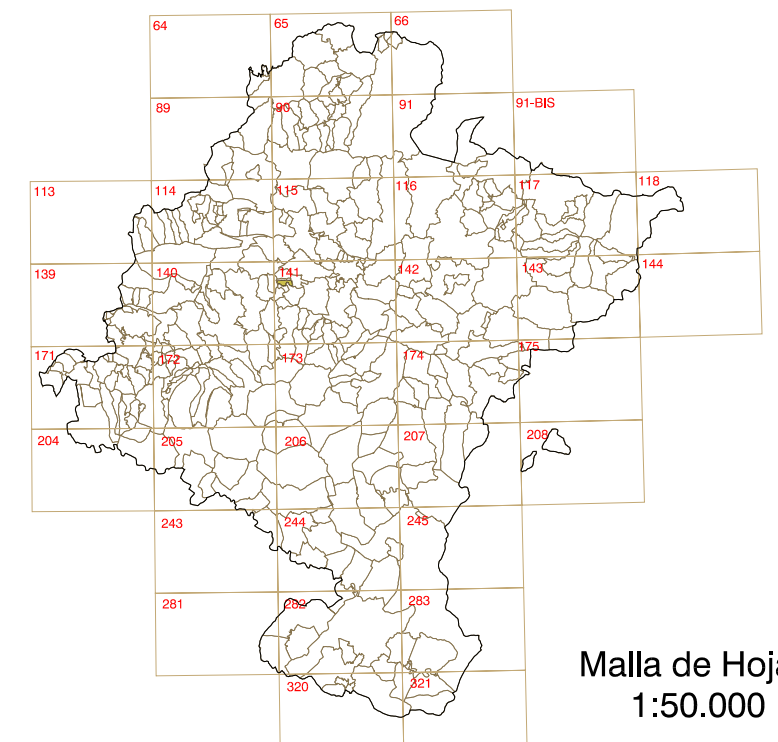 64 65 66
89 90 91 91-BIS
113 114 115 116 117 118
139 140 141 142 143 144
171 172 173 174 175
204 205 206 207 208
243 244 245
281 282 283
320 321
Malla de Hoja
1:50.000